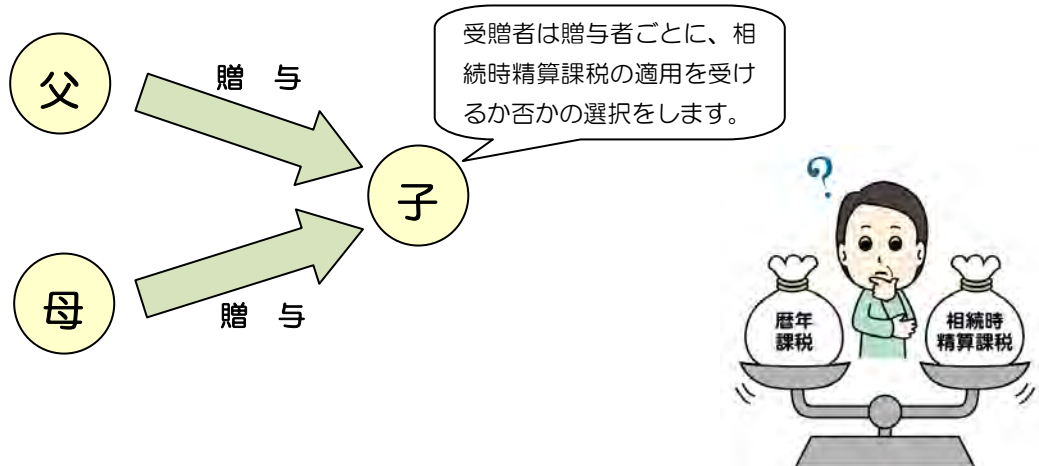 父
贈 与
受贈者は贈与者ごとに、相
続時精算課税の適用を受け
るか否かの選択をします。
子
母
贈 与
?
暦年
課税
相続時
精算課税